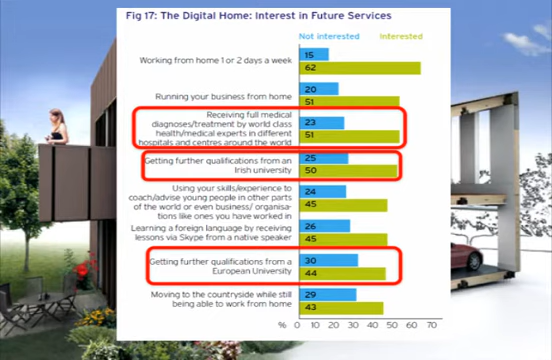 Fig 17: The Digital Home: Interest in Future Services
Not interested Interested
Working from home 1 or 2 days a week
15
62
Running your business from home
20
51
Receiving full medical
diagnoses/treatment by world class
health/medical experts in different
hospitals and centres around the world
23
51
Getting further qualifications from an
Irish university
25
50
Using your skills/experience to
coach/advise young people in other parts
of the world or even business/ organisa-
tions like ones you have worked in
24
45
Learning a foreign language by receiving
lessons via Skype from a native speaker
26
45
Getting further qualifications from a
European University
30
44
Moving to the countryside while still
being able to work from home
29
43
% 0 10 20 30 40 50 60 70